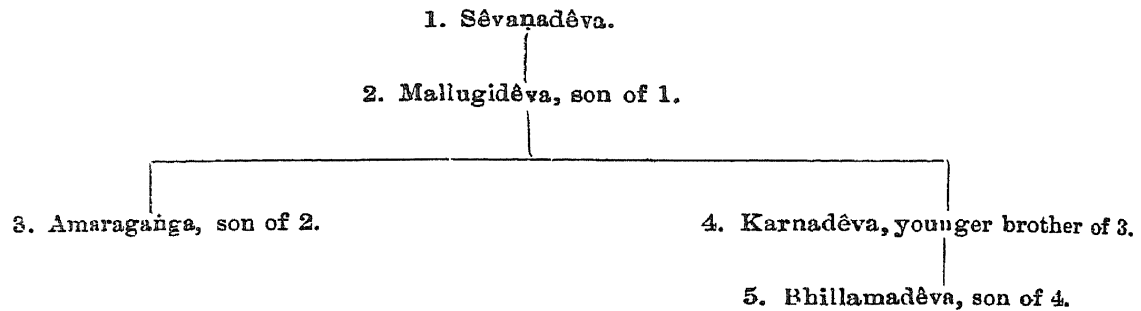 1. Sêvaṇadêva.
2. Mallugidêva, son of 1.
3. Amaragaṅga, son of 2.
4. Karnadêva, younger brother of 3.
5. Bhillamadêva, son of 4.